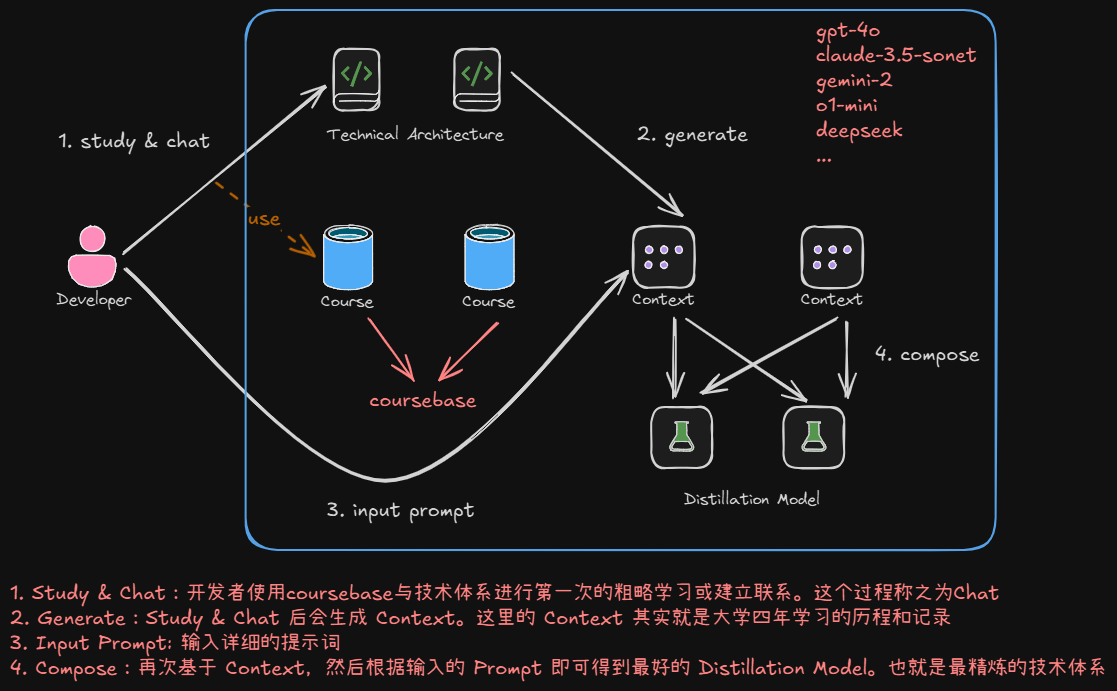 gpt-4o
claude-3.5-sonet
gemini-2
o1-mini
deepseek
...
Technical Architecture
1. study & chat
2. generate
use
Developer
Course
Course
Context
Context
4. compose
coursebase
Distillation Model
3. input prompt
1. Study & Chat : 开发者使用coursebase与技术体系进行第一次的粗略学习或建立联系。这个过程称之为Chat
2. Generate : Study & Chat 后会生成 Context。这里的 Context 其实就是大学四年学习的历程和记录
3. Input Prompt: 输入详细的提示词
4. Compose : 再次基于 Context，然后根据输入的 Prompt 即可得到最好的 Distillation Model。也就是最精炼的技术体系